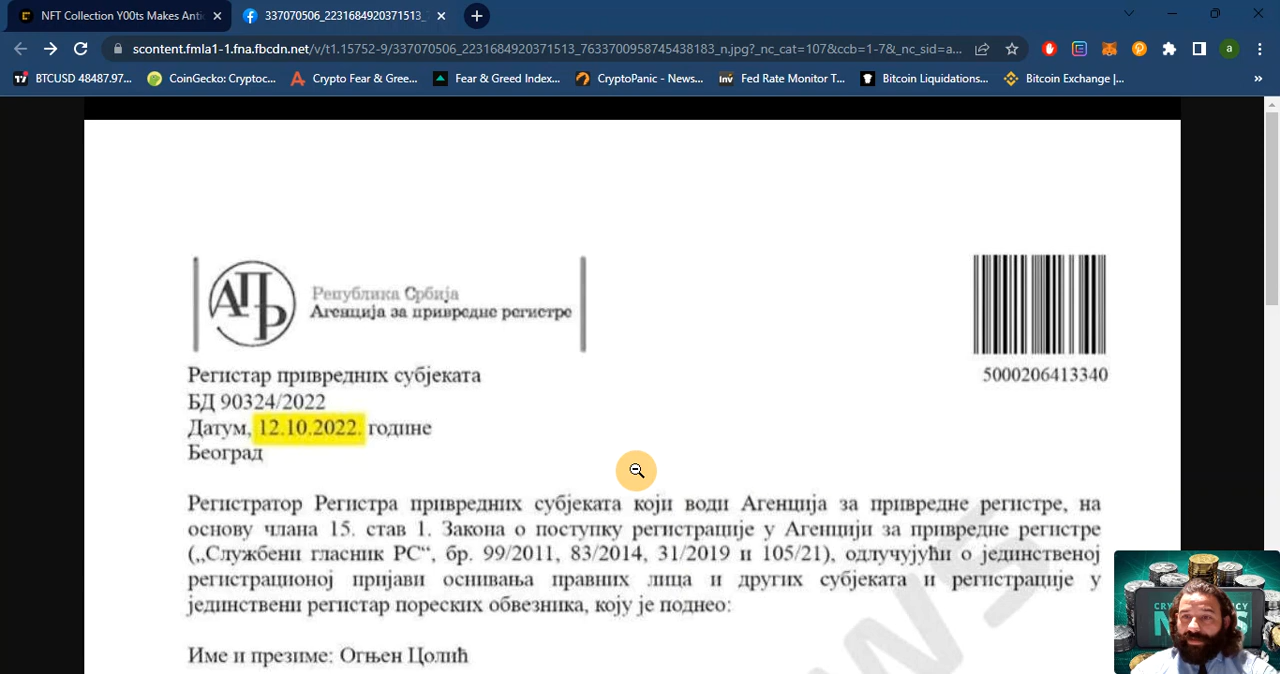 NFT Collection Y00ts Makes Antic
337070506_2231684920371513_7
scontent.fmla1-1.fna.fbcdn.net/v/t1.15752-9/337070506_2231684920371513_7633700958745438183_n.jpg?_nc_cat=107&ccb=1-7&_nc_sid=a...
a
BTCUSD 48487.97... CoinGecko: Cryptoc... Crypto Fear & Gree... Fear & Greed Index... CryptoPanic - News... Fed Rate Monitor T... Bitcoin Liquidations... Bitcoin Exchange |...
АПР
Република Србија
Агенција за привредне регистре
5000206413340
Регистар привредних субјеката
БД 90324/2022
Датум, 12.10.2022. године
Београд
Регистратор Регистра привредних субјеката који води Агенција за привредне регистре, на
основу члана 15. став 1. Закона о поступку регистрације у Агенцији за привредне регистре
(„Службени гласник РС“, бр. 99/2011, 83/2014, 31/2019 и 105/21), одлучујући о јединственој
регистрационој пријави оснивања правних лица и других субјеката и регистрације у
јединствени регистар пореских обвезника, коју је поднео:
Име и презиме: Огњен Цолић